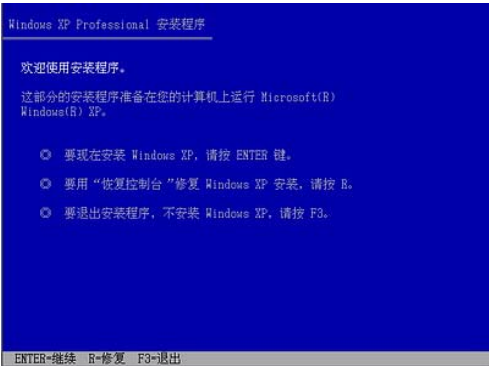 Windows XP Professional 安装程序
欢迎使用安装程序。
这部分的安装程序准备在您的计算机上运行 Microsoft(R)
Windows(R) XP。
◎ 要现在安装 Windows XP，请按 ENTER 键。
◎ 要用“恢复控制台”修复 Windows XP 安装，请按 R。
◎ 要退出安装程序，不安装 Windows XP，请按 F3。
ENTER=继续 R=修复 F3=退出